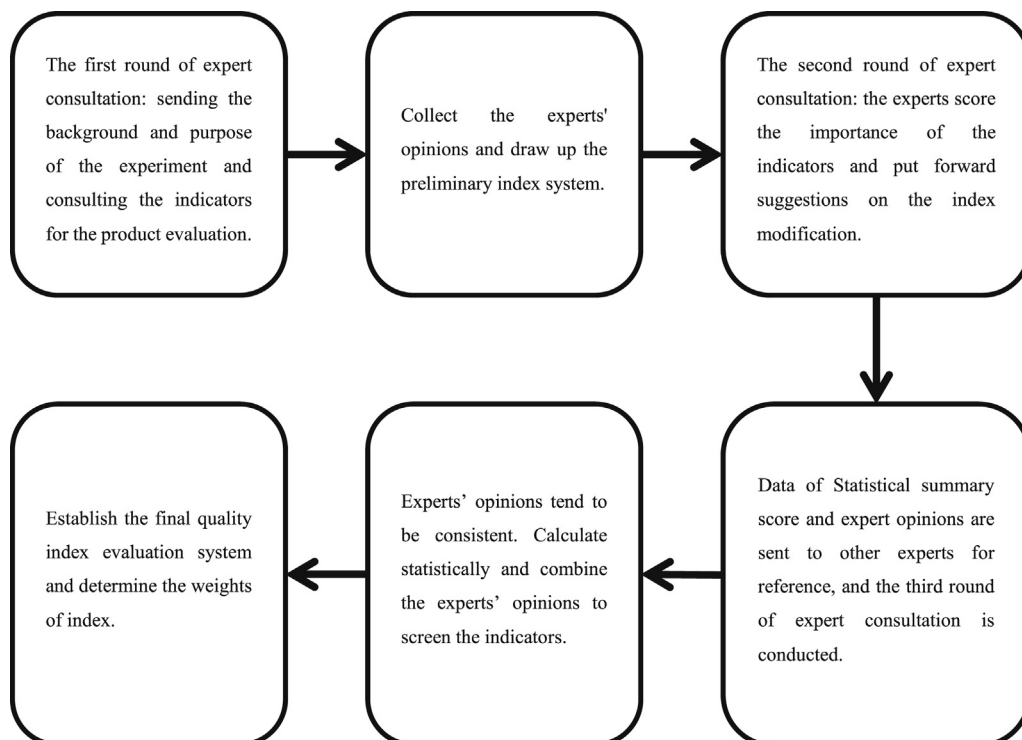 The first round of expert
consultation: sending the
background and purpose
of the experiment and
consulting the indicators
for the product evaluation.
Collect the experts'
opinions and draw up the
preliminary index system.
The second round of expert
consultation: the experts score
the importance of the
indicators and put forward
suggestions on the index
modification.
Data of Statistical summary
score and expert opinions are
sent to other experts for
reference, and the third round
of expert consultation is
conducted.
Experts’ opinions tend to
be consistent. Calculate
statistically and combine
the experts’ opinions to
screen the indicators.
Establish the final quality
index evaluation system
and determine the weights
of index.